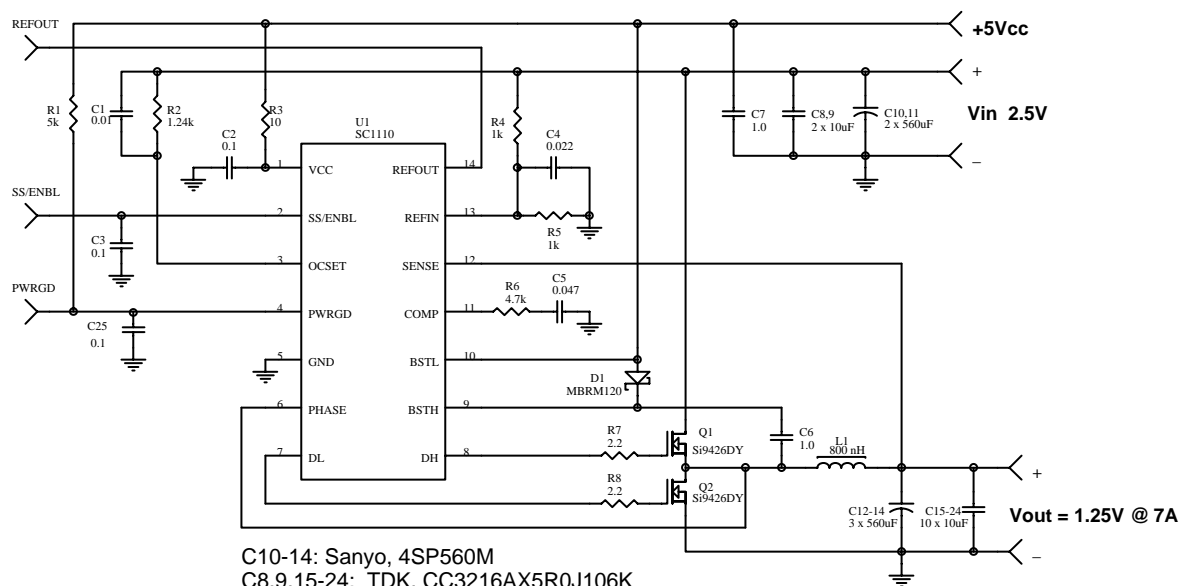 REFOUT
+5Vcc
+
R1
5k
C1
0.01
R2
1.24k
R3
10
R4
1k
C4
0.022
C7
1.0
C8,9
2 x 10uF
C10,11
2 x 560uF
Vin 2.5V
_
C2
0.1
U1
SC1110
1
VCC
REFOUT
14
SS/ENBL
2
SS/ENBL
REFIN
13
R5
1k
C3
0.1
3
OCSET
SENSE
12
PWRGD
4
PWRGD
COMP
11
R6
4.7k
C5
0.047
C25
0.1
5
GND
BSTL
10
D1
MBRM120
6
PHASE
BSTH
9
C6
1.0
L1
800 nH
7
DL
DH
8
R7
2.2
Q1
Si9426DY
R8
2.2
Q2
Si9426DY
+
C12-14
3 x 560uF
C15-24
10 x 10uF
Vout = 1.25V @ 7A
_
C10-14: Sanyo, 4SP560M
C8,9,15-24: TDK, CC3216AX5R0J106K